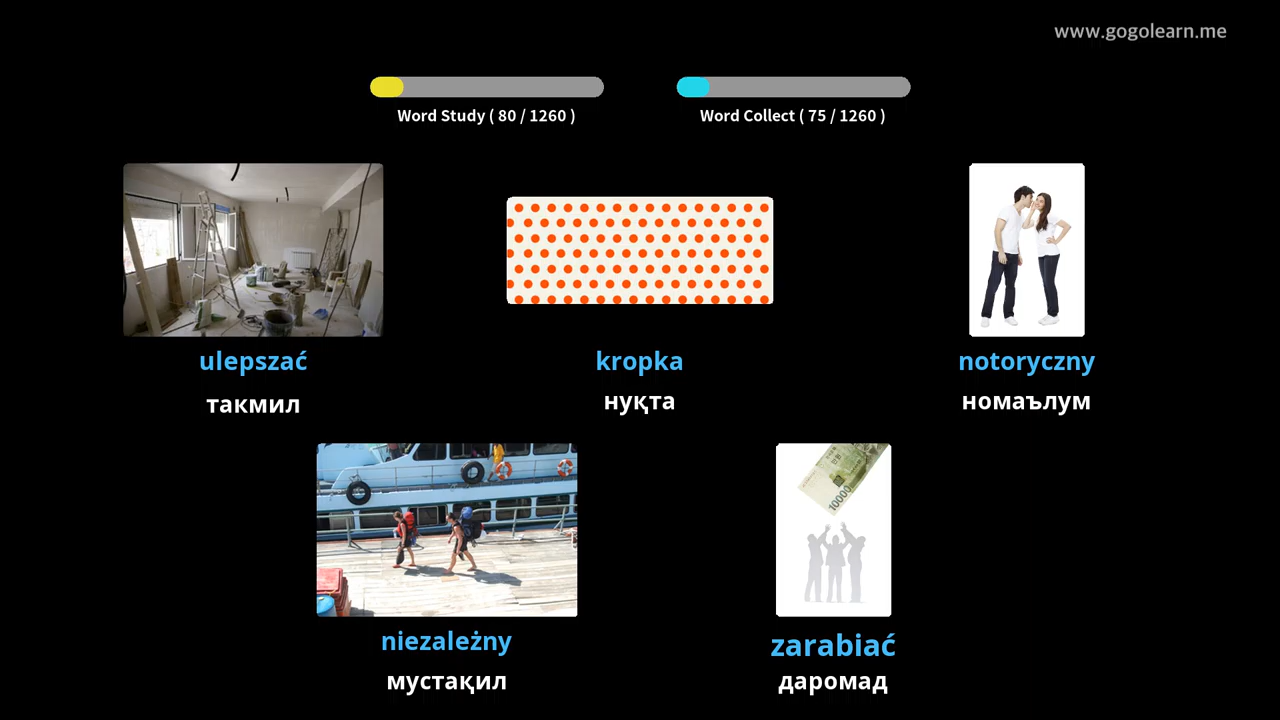 www.gogolearn.me
Word Study ( 80 / 1260 )
Word Collect ( 75 / 1260 )
ulepszać
такмил
kropka
нуқта
notoryczny
номаълум
10000
niezależny
мустақил
zarabiać
даромад